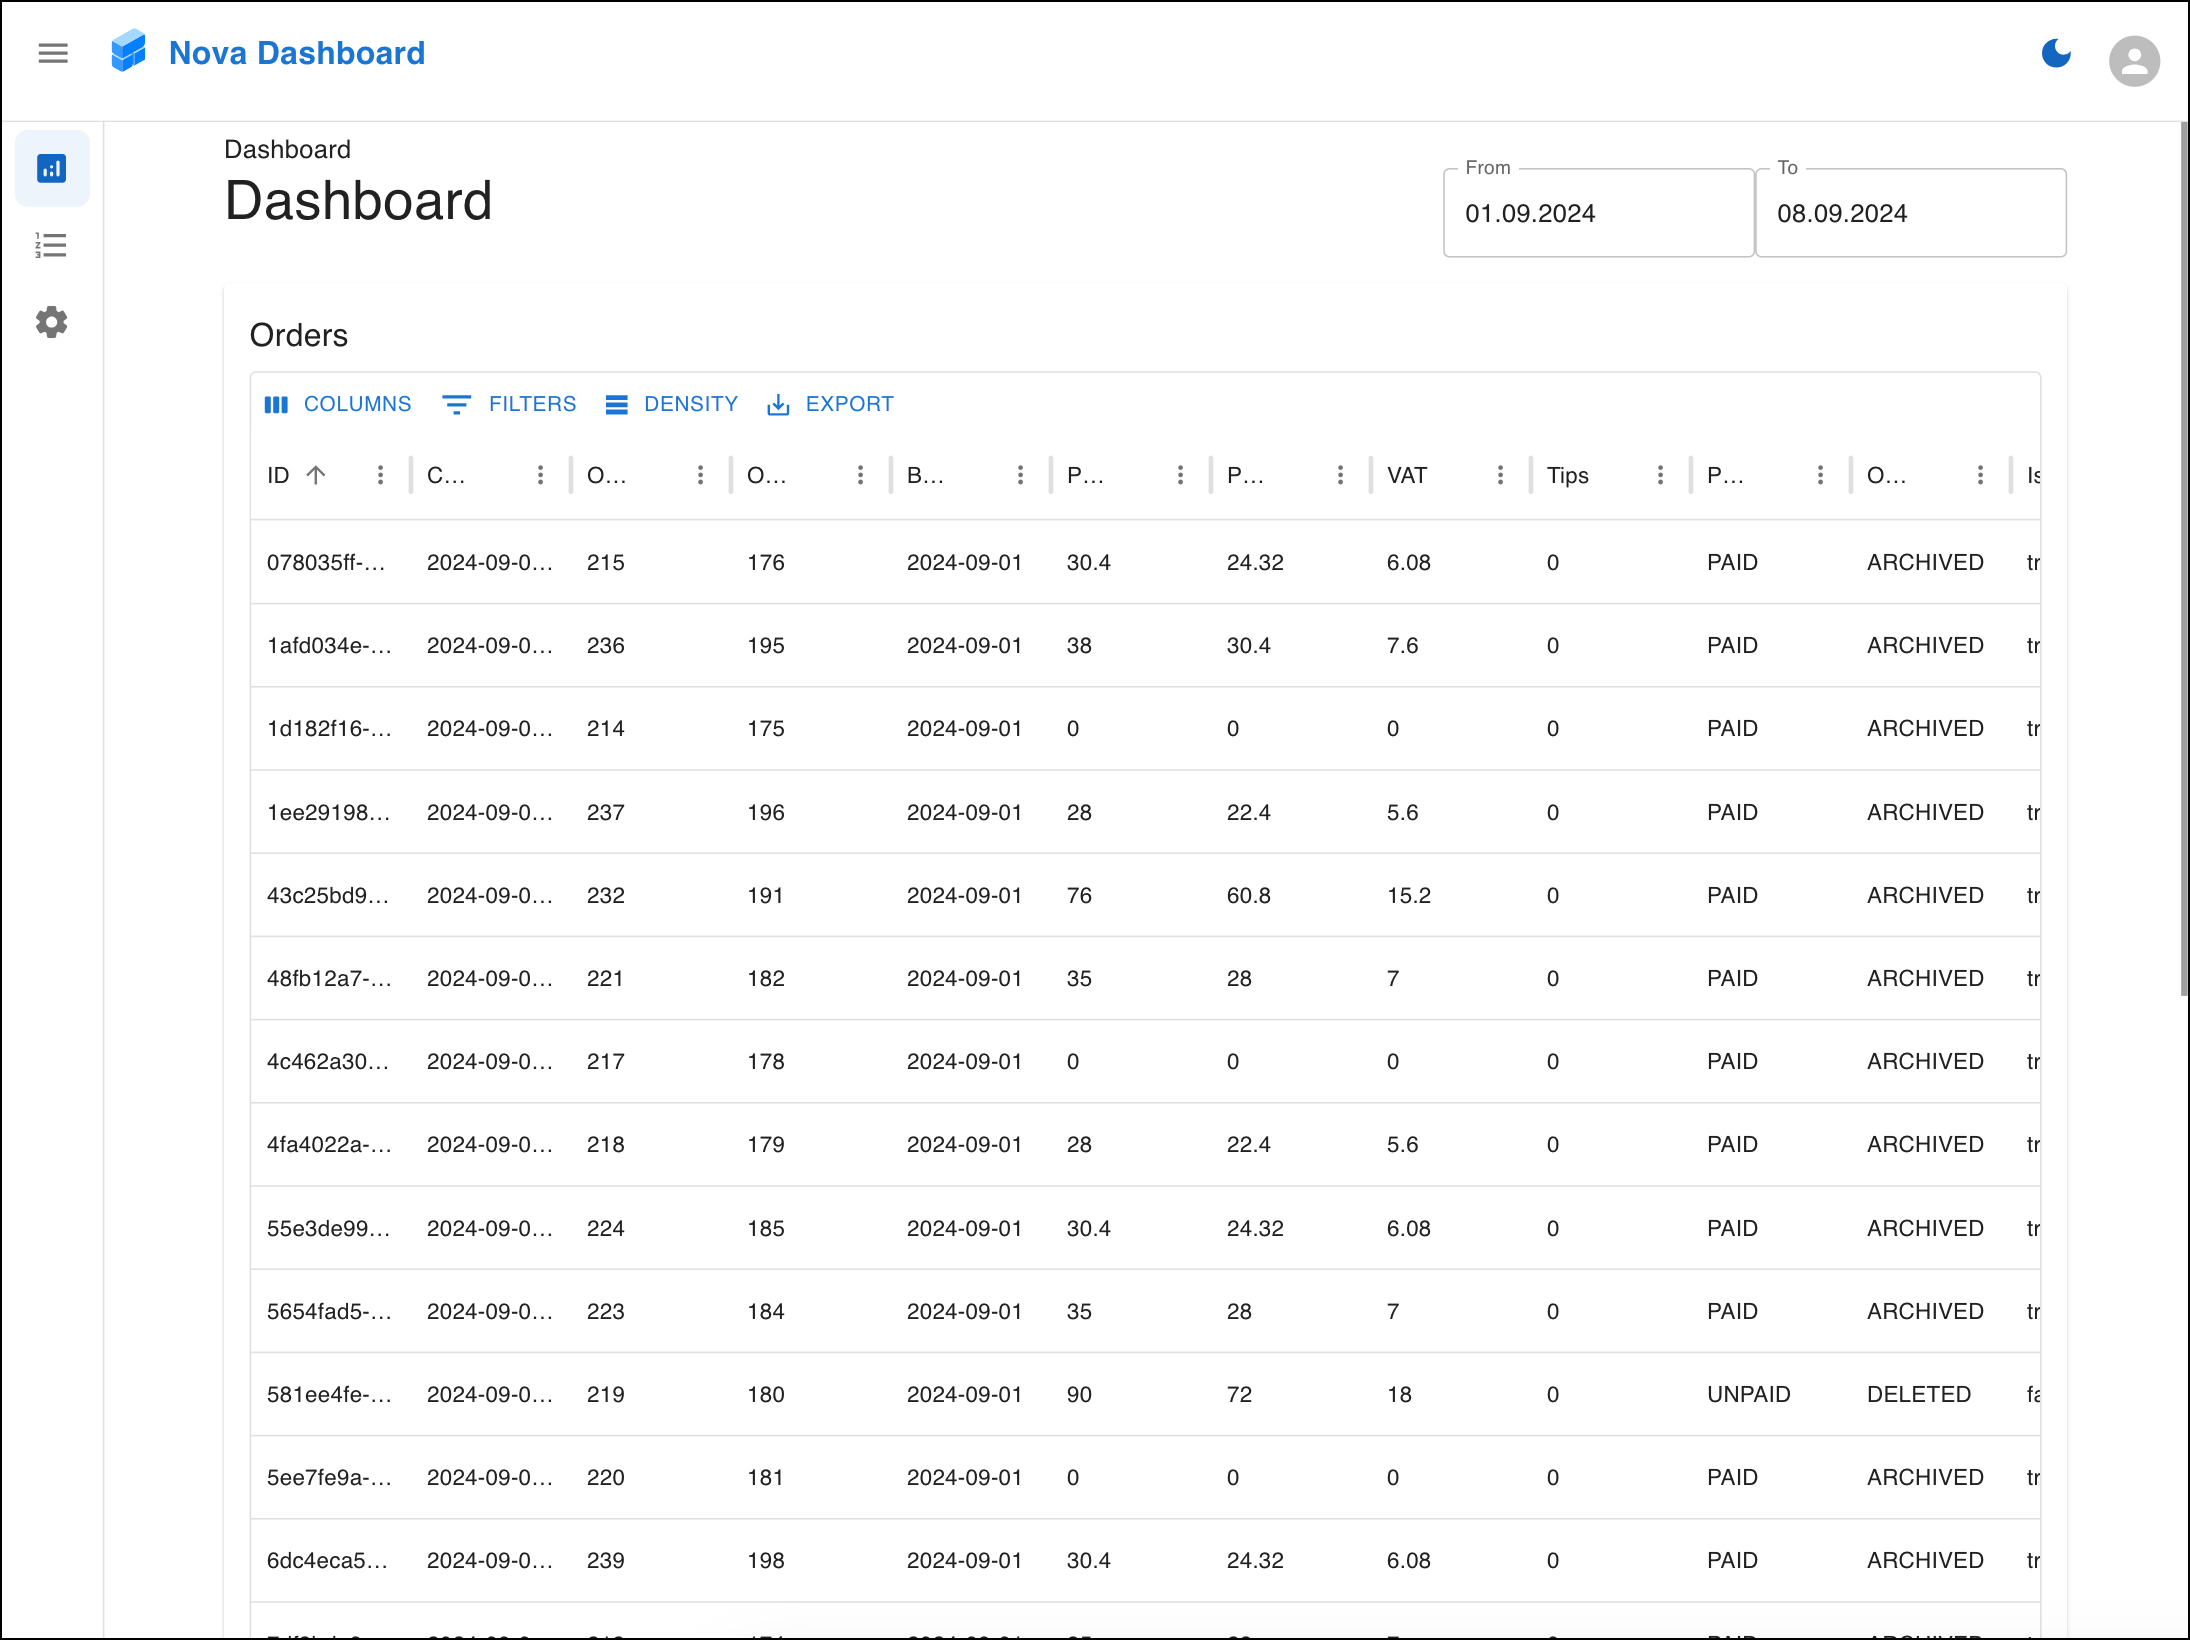 Nova Dashboard
Dashboard
Dashboard
From
01.09.2024
To
08.09.2024
Orders
COLUMNS FILTERS DENSITY EXPORT
ID C... O... O... B... P... P... VAT Tips P... O... Is
078035ff-... 2024-09-0... 215 176 2024-09-01 30.4 24.32 6.08 0 PAID ARCHIVED tr
1afd034e-... 2024-09-0... 236 195 2024-09-01 38 30.4 7.6 0 PAID ARCHIVED tr
1d182f16-... 2024-09-0... 214 175 2024-09-01 0 0 0 0 PAID ARCHIVED tr
1ee29198... 2024-09-0... 237 196 2024-09-01 28 22.4 5.6 0 PAID ARCHIVED tr
43c25bd9... 2024-09-0... 232 191 2024-09-01 76 60.8 15.2 0 PAID ARCHIVED tr
48fb12a7-... 2024-09-0... 221 182 2024-09-01 35 28 7 0 PAID ARCHIVED tr
4c462a30... 2024-09-0... 217 178 2024-09-01 0 0 0 0 PAID ARCHIVED tr
4fa4022a-... 2024-09-0... 218 179 2024-09-01 28 22.4 5.6 0 PAID ARCHIVED tr
55e3de99... 2024-09-0... 224 185 2024-09-01 30.4 24.32 6.08 0 PAID ARCHIVED tr
5654fad5-... 2024-09-0... 223 184 2024-09-01 35 28 7 0 PAID ARCHIVED tr
581ee4fe-... 2024-09-0... 219 180 2024-09-01 90 72 18 0 UNPAID DELETED fa
5ee7fe9a-... 2024-09-0... 220 181 2024-09-01 0 0 0 0 PAID ARCHIVED tr
6dc4eca5... 2024-09-0... 239 198 2024-09-01 30.4 24.32 6.08 0 PAID ARCHIVED tr